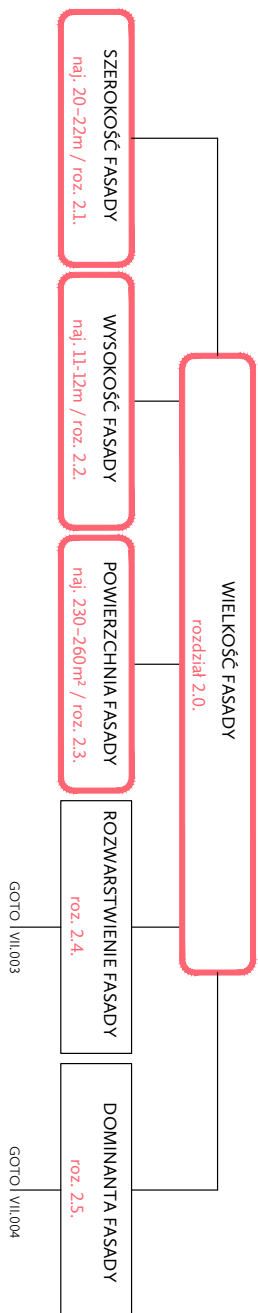 WIELKOŚĆ FASADY
rozdział 2.0.
SZEROKOŚĆ FASADY
naj. 20–22m / roz. 2.1.
WYSOKOŚĆ FASADY
naj. 11-12m / roz. 2.2.
POWIERZCHNIA FASADY
naj. 230–260m² / roz. 2.3.
ROZWARSTWIENIE FASADY
roz. 2.4.
DOMINANTA FASADY
roz. 2.5.
GOTO | VII.003
GOTO | VII.004